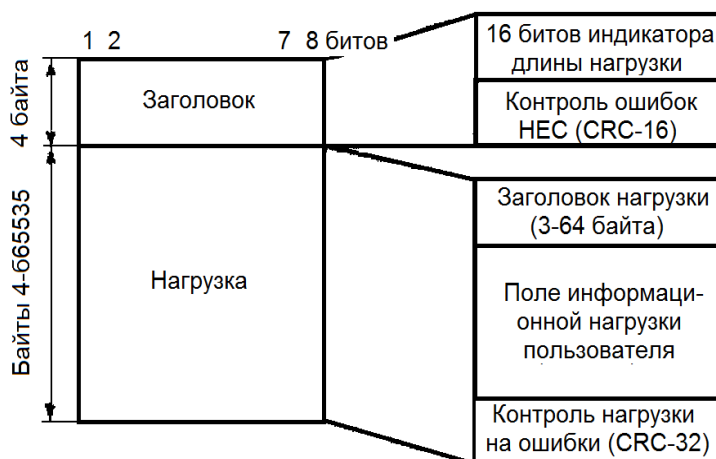 1 2 7 8 битов
4 байта
Заголовок
16 битов индикатора
длины нагрузки
Контроль ошибок
HEC (CRC-16)
Байты 4-665535
Нагрузка
Заголовок нагрузки
(3-64 байта)
Поле информаци-
онной нагрузки
пользователя
Контроль нагрузки
на ошибки (CRC-32)